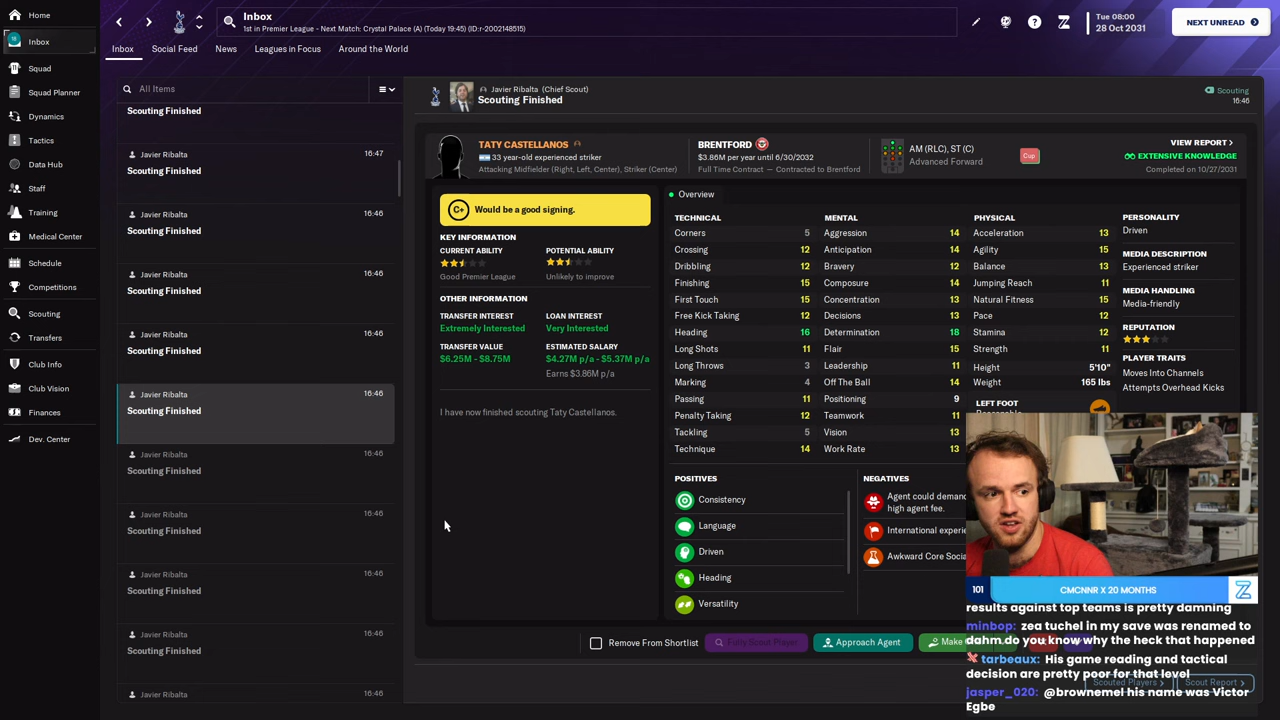 Home
Inbox
Squad
Squad Planner
Dynamics
Tactics
Data Hub
Staff
Training
Medical Center
Schedule
Competitions
Scouting
Transfers
Club Info
Club Vision
Finances
Dev. Center
Inbox
1st in Premier League - Next Match: Crystal Palace (A) (Today 19:45) (ID:r-2002148515)
Tue 08:00
28 Oct 2031
NEXT UNREAD
Inbox
Social Feed
News
Leagues in Focus
Around the World
All Items
Scouting Finished
Javier Ribalta 16:47
Scouting Finished
Javier Ribalta 16:46
Scouting Finished
Javier Ribalta 16:46
Scouting Finished
Javier Ribalta 16:46
Scouting Finished
Javier Ribalta 16:46
Scouting Finished
Javier Ribalta 16:46
Scouting Finished
Javier Ribalta 16:46
Scouting Finished
Javier Ribalta 16:46
Scouting Finished
Javier Ribalta 16:46
Scouting Finished
Javier Ribalta 16:46
Javier Ribalta (Chief Scout)
Scouting Finished
Scouting
16:46
TATY CASTELLANOS
33 year-old experienced striker
Attacking Midfielder (Right, Left, Center), Striker (Center)
BRENTFORD
$3.86M per year until 6/30/2032
Full Time Contract — Contracted to Brentford
AM (RLC), ST (C)
Advanced Forward
Cup
VIEW REPORT
EXTENSIVE KNOWLEDGE
Completed on 10/27/2031
C+ Would be a good signing.
KEY INFORMATION
CURRENT ABILITY
Good Premier League
POTENTIAL ABILITY
Unlikely to improve
OTHER INFORMATION
TRANSFER INTEREST
Extremely Interested
LOAN INTEREST
Very Interested
TRANSFER VALUE
$6.25M - $8.75M
ESTIMATED SALARY
$4.27M p/a - $5.37M p/a
Earns $3.86M p/a
I have now finished scouting Taty Castellanos.
Overview
TECHNICAL
Corners 5
Crossing 12
Dribbling 12
Finishing 15
First Touch 15
Free Kick Taking 12
Heading 16
Long Shots 11
Long Throws 3
Marking 4
Passing 11
Penalty Taking 12
Tackling 5
Technique 14
MENTAL
Aggression 14
Anticipation 14
Bravery 12
Composure 14
Concentration 13
Decisions 13
Determination 18
Flair 15
Leadership 11
Off The Ball 14
Positioning 9
Teamwork 11
Vision 13
Work Rate 13
PHYSICAL
Acceleration 13
Agility 15
Balance 13
Jumping Reach 11
Natural Fitness 15
Pace 12
Stamina 12
Strength 11
Height 5'10"
Weight 165 lbs
LEFT FOOT
PERSONALITY
Driven
MEDIA DESCRIPTION
Experienced striker
MEDIA HANDLING
Media-friendly
REPUTATION
PLAYER TRAITS
Moves Into Channels
Attempts Overhead Kicks
POSITIVES
Consistency
Language
Driven
Heading
Versatility
NEGATIVES
Agent could demand
high agent fee.
International experie
Awkward Core Socia
Remove From Shortlist
Fully Scout Player
Approach Agent
Make
Scouted Players
Scout Report
101 CMCNNR X 20 MONTHS
results against top teams is pretty damning
minbop: zea tuchel in my save was renamed to
dahm.do you know why the heck that happened
tarbeaux: His game reading and tactical
decision are pretty poor for that level
jasper_020: @brownemel his name was Victor
Egbe